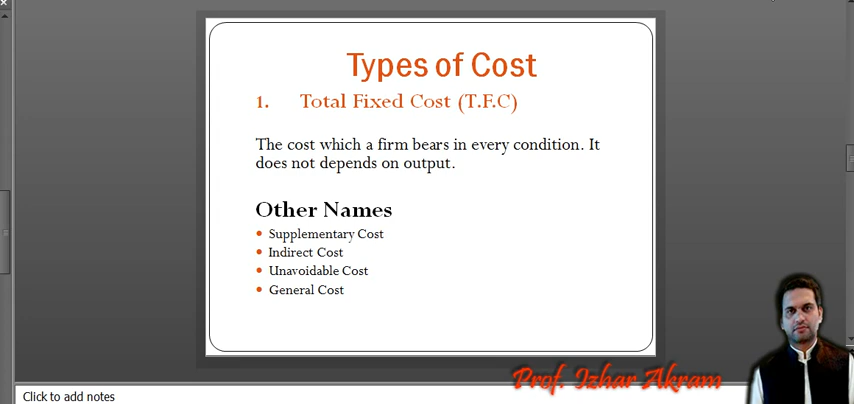 Types of Cost
1. Total Fixed Cost (T.F.C)
The cost which a firm bears in every condition. It
does not depends on output.
Other Names
• Supplementary Cost
• Indirect Cost
• Unavoidable Cost
• General Cost
Prof. Izhar Akram
Click to add notes